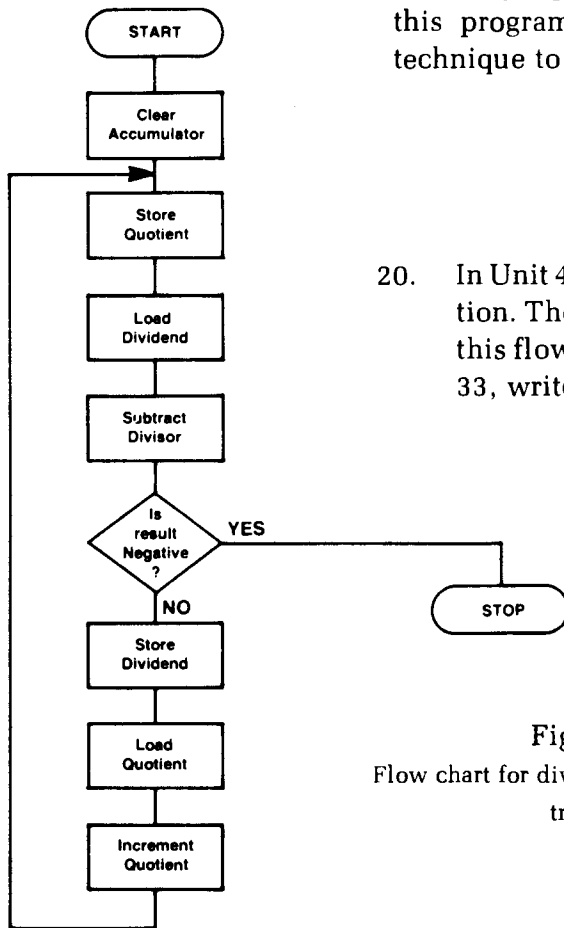 START
Clear
Accumulator
Store
Quotient
Load
Dividend
Subtract
Divisor
Is
result
Negative
?
YES
NO
STOP
Store
Dividend
Load
Quotient
Increment
Quotient
this program
technique to
20. In Unit 4
tion. The
this flow
33, write
Fig
Flow chart for div
tr